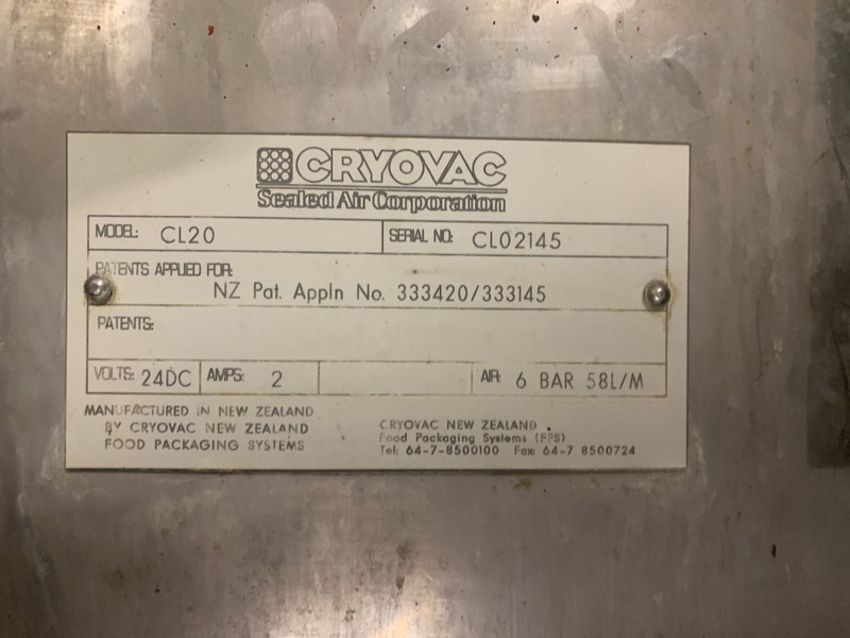 CRYOVAC
Sealed Air Corporation
MODEL: CL20 SERIAL NO: CL02145
PATENTS APPLIED FOR:
NZ Pat. Appln No. 333420/333145
PATENTS:
VOLTS: 24DC AMPS: 2 AIR: 6 BAR 58L/M
MANUFACTURED IN NEW ZEALAND
BY CRYOVAC NEW ZEALAND
FOOD PACKAGING SYSTEMS
CRYOVAC NEW ZEALAND
Food Packaging Systems (FPS)
Tel: 64-7-8500100 Fax: 64-7 8500724